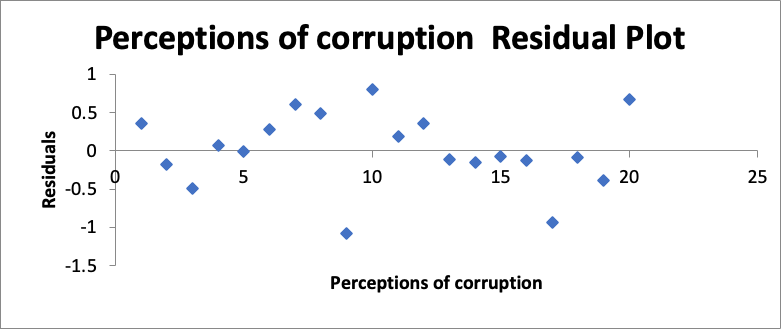 Perceptions of corruption  Residual Plot
1
0.5
0
-0.5
-1
-1.5
Residuals
0 5 10 15 20 25
Perceptions of corruption